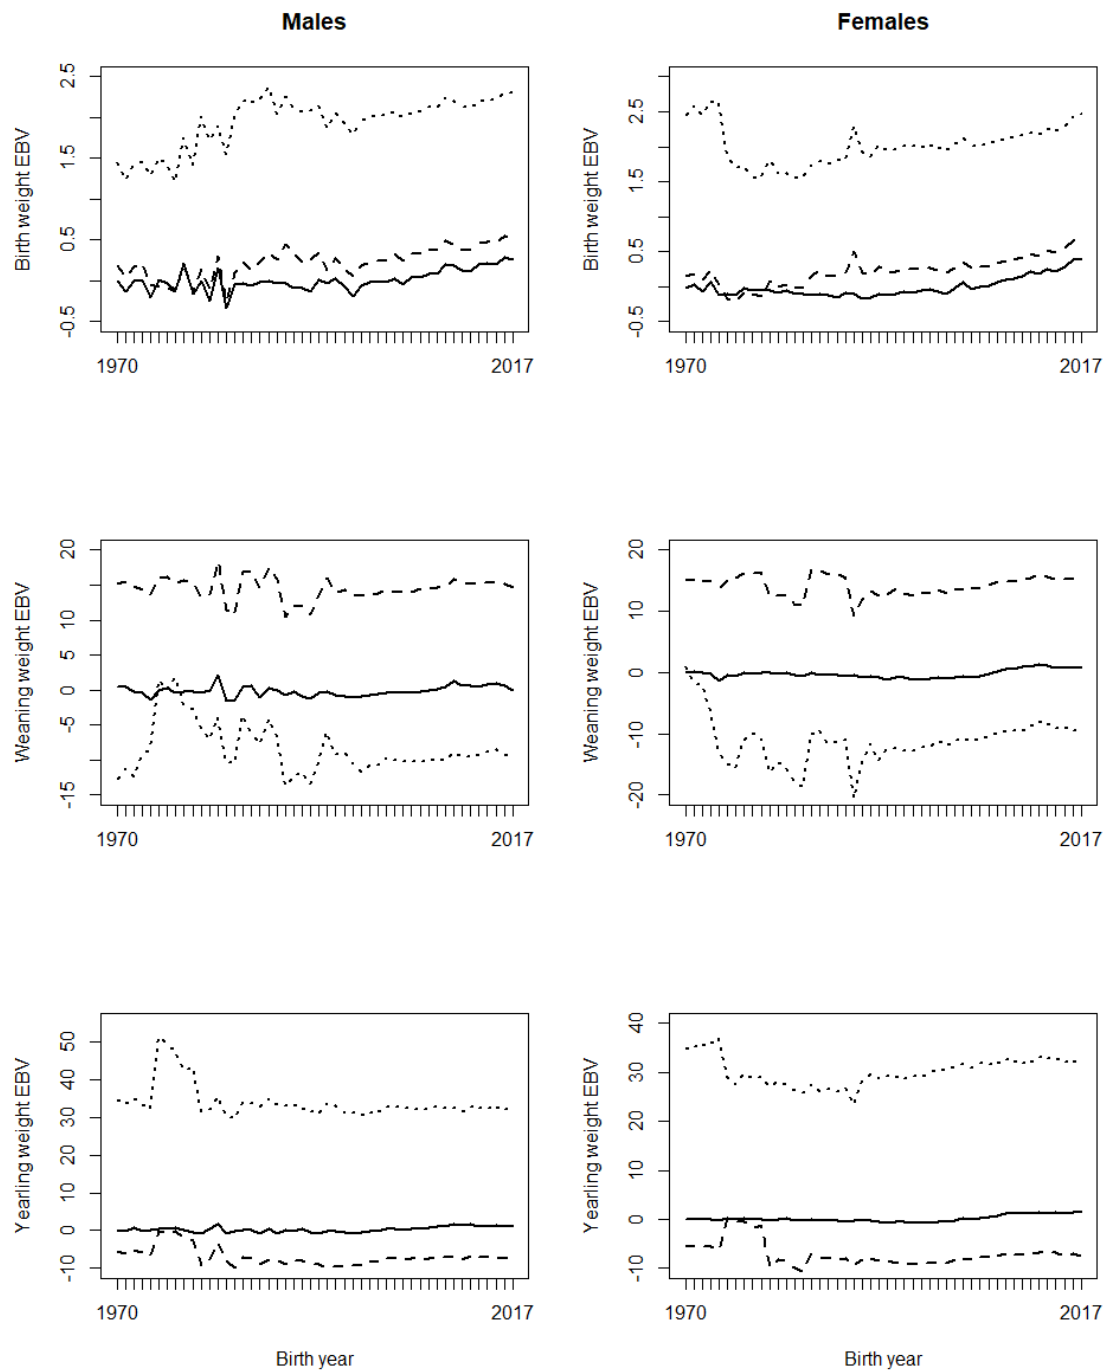 Males Females
Birth weight EBV
-0.5 0.5 1.5 2.5
1970 2017
Birth weight EBV
-0.5 0.5 1.5 2.5
1970 2017
Weaning weight EBV
-15 -5 0 5 10 20
1970 2017
Weaning weight EBV
-20 -10 0 10 20
1970 2017
Yearling weight EBV
-10 0 10 20 30 40 50
1970 2017
Birth year
Yearling weight EBV
-10 0 10 20 30 40
1970 2017
Birth year